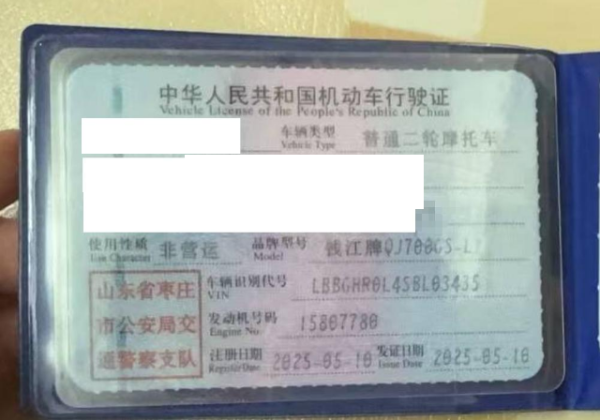 中华人民共和国机动车行驶证
Vehicle License of the People's Republic of China
车辆类型 普通二轮摩托车
Vehicle Type
使用性质 非营运 品牌型号 钱江牌QJ700GS-L
Use Character Model
山东省枣庄
市公安局交
通警察支队
车辆识别代号 LBBGHR0L4SBL03435
VIN
发动机号码 15807780
Engine No
注册日期 2025-05-10 发证日期 2025-05-10
Register Date Issue Date